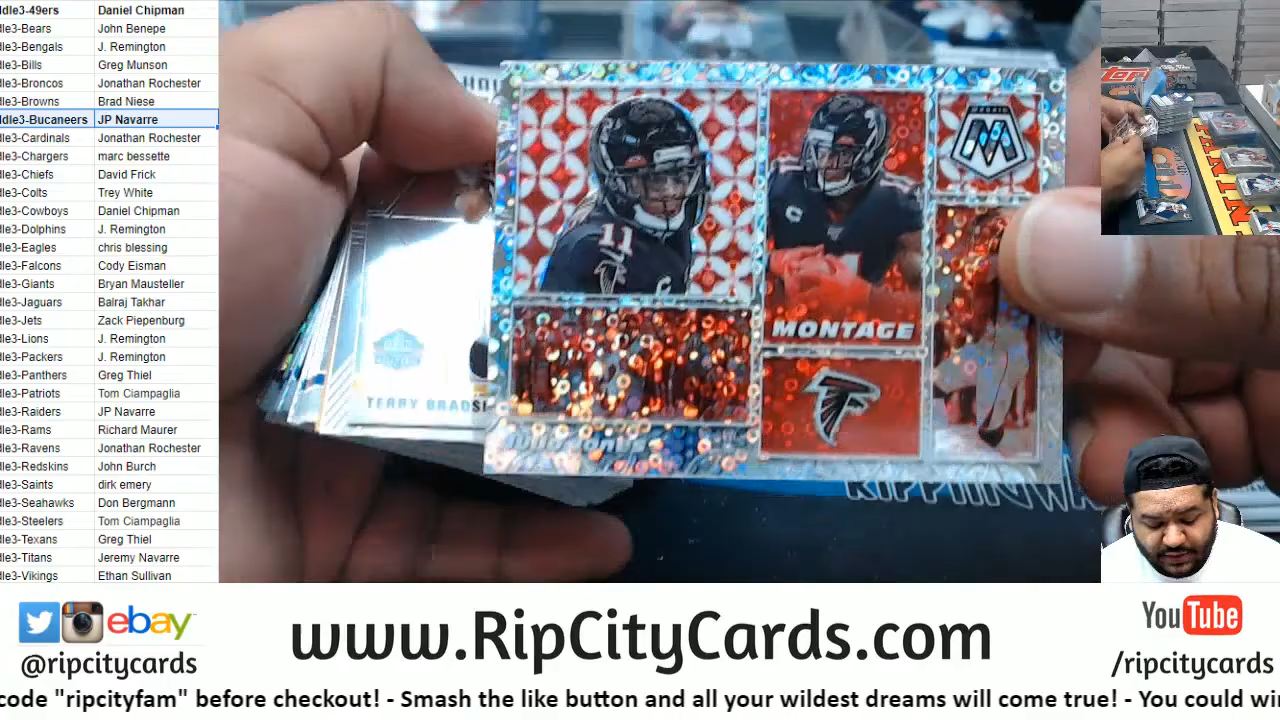 dle3-49ers Daniel Chipman
dle3-Bears John Benepe
dle3-Bengals J. Remington
dle3-Bills Greg Munson
dle3-Broncos Jonathan Rochester
dle3-Browns Brad Niese
ddle3-Bucaneers JP Navarre
dle3-Cardinals Jonathan Rochester
dle3-Chargers marc bessette
dle3-Chiefs David Frick
dle3-Colts Trey White
dle3-Cowboys Daniel Chipman
dle3-Dolphins J. Remington
dle3-Eagles chris blessing
dle3-Falcons Cody Eisman
dle3-Giants Bryan Mausteller
dle3-Jaguars Balraj Takhar
dle3-Jets Zack Piepenburg
dle3-Lions J. Remington
dle3-Packers J. Remington
dle3-Panthers Greg Thiel
dle3-Patriots Tom Ciampaglia
dle3-Raiders JP Navarre
dle3-Rams Richard Maurer
dle3-Ravens Jonathan Rochester
dle3-Redskins John Burch
dle3-Saints dirk emery
dle3-Seahawks Don Bergmann
dle3-Steelers Tom Ciampaglia
dle3-Texans Greg Thiel
dle3-Titans Jeremy Navarre
dle3-Vikings Ethan Sullivan
MOSAIC
11
MONTAGE
TERRY BRADS
ebay
@ripcitycards
www.RipCityCards.com
YouTube
/ripcitycards
code "ripcityfam" before checkout! - Smash the like button and all your wildest dreams will come true! - You could win